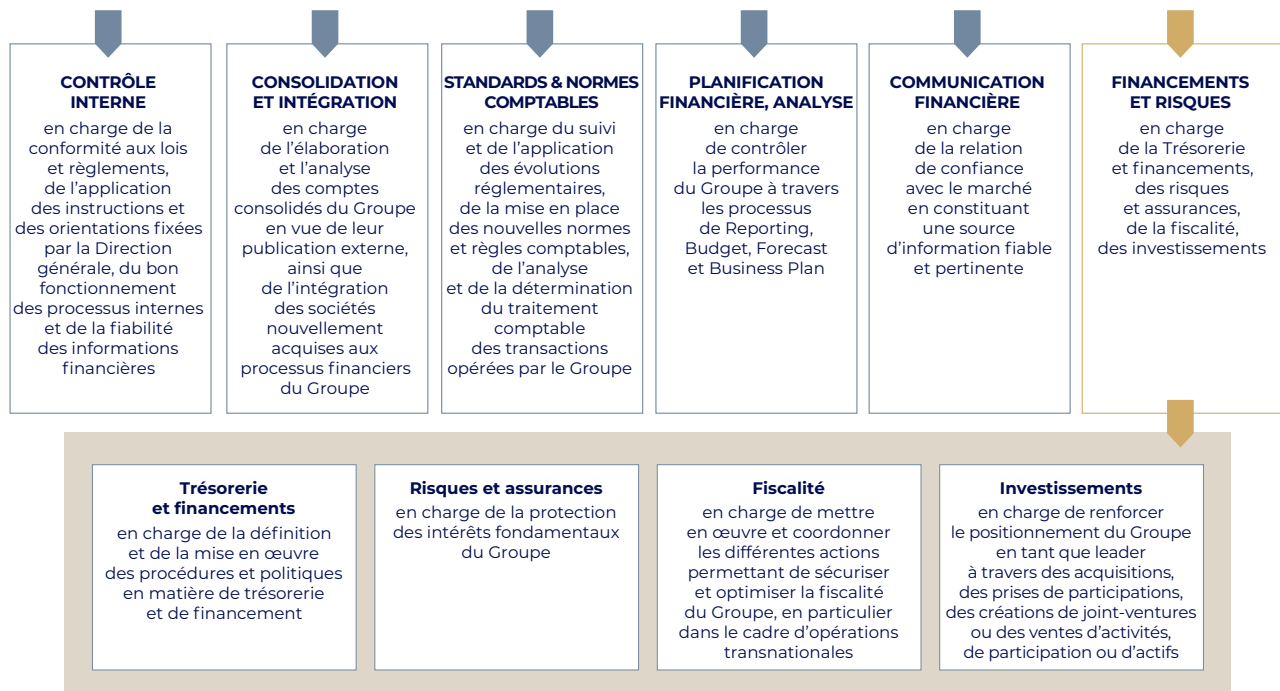 CONTRÔLE
INTERNE
en charge de la
conformité aux lois
et règlements,
de l’application
des instructions et
des orientations fixées
par la Direction
générale, du bon
fonctionnement
des processus internes
et de la fiabilité
des informations
financières
CONSOLIDATION
ET INTÉGRATION
en charge
de l’élaboration
et l’analyse
des comptes
consolidés du Groupe
en vue de leur
publication externe,
ainsi que
de l’intégration
des sociétés
nouvellement
acquises aux
processus financiers
du Groupe
STANDARDS & NORMES
COMPTABLES
en charge du suivi
et de l’application
des évolutions
réglementaires,
de la mise en place
des nouvelles normes
et règles comptables,
de l’analyse
et de la détermination
du traitement
comptable
des transactions
opérées par le Groupe
PLANIFICATION
FINANCIÈRE, ANALYSE
en charge
de contrôler
la performance
du Groupe à travers
les processus
de Reporting,
Budget, Forecast
et Business Plan
COMMUNICATION
FINANCIÈRE
en charge
de la relation
de confiance
avec le marché
en constituant
une source
d’information fiable
et pertinente
FINANCEMENTS
ET RISQUES
en charge
de la Trésorerie
et financements,
des risques
et assurances,
de la fiscalité,
des investissements
Trésorerie
et financements
en charge de la définition
et de la mise en œuvre
des procédures et politiques
en matière de trésorerie
et de financement
Risques et assurances
en charge de la protection
des intérêts fondamentaux
du Groupe
Fiscalité
en charge de mettre
en œuvre et coordonner
les différentes actions
permettant de sécuriser
et optimiser la fiscalité
du Groupe, en particulier
dans le cadre d’opérations
transnationales
Investissements
en charge de renforcer
le positionnement du Groupe
en tant que leader
à travers des acquisitions,
des prises de participations,
des créations de joint-ventures
ou des ventes d’activités,
de participation ou d’actifs